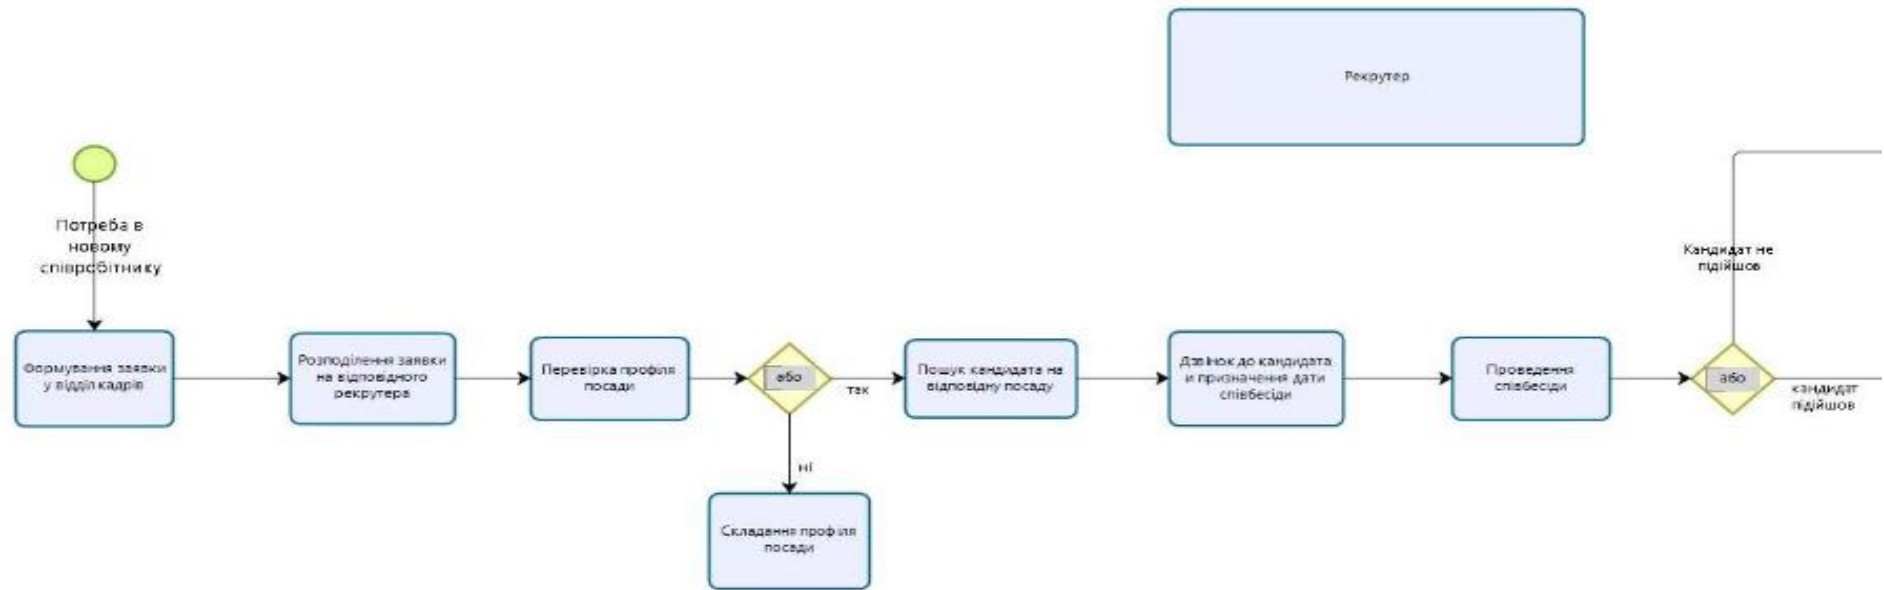 Рекрутер
Потреба в
новому
співробітнику
Формування заявки
у відділ кадрів
Розподілення заявки
на відповідного
рекрутера
Перевірка профіля
посади
або
так
ні
Складання профіля
посади
Пошук кандидата на
відповідну посаду
Дзвінок до кандидата
и призначення дати
співбесіди
Проведення
співбесіди
Кандидат не
підійшов
або
кандидат
підійшов